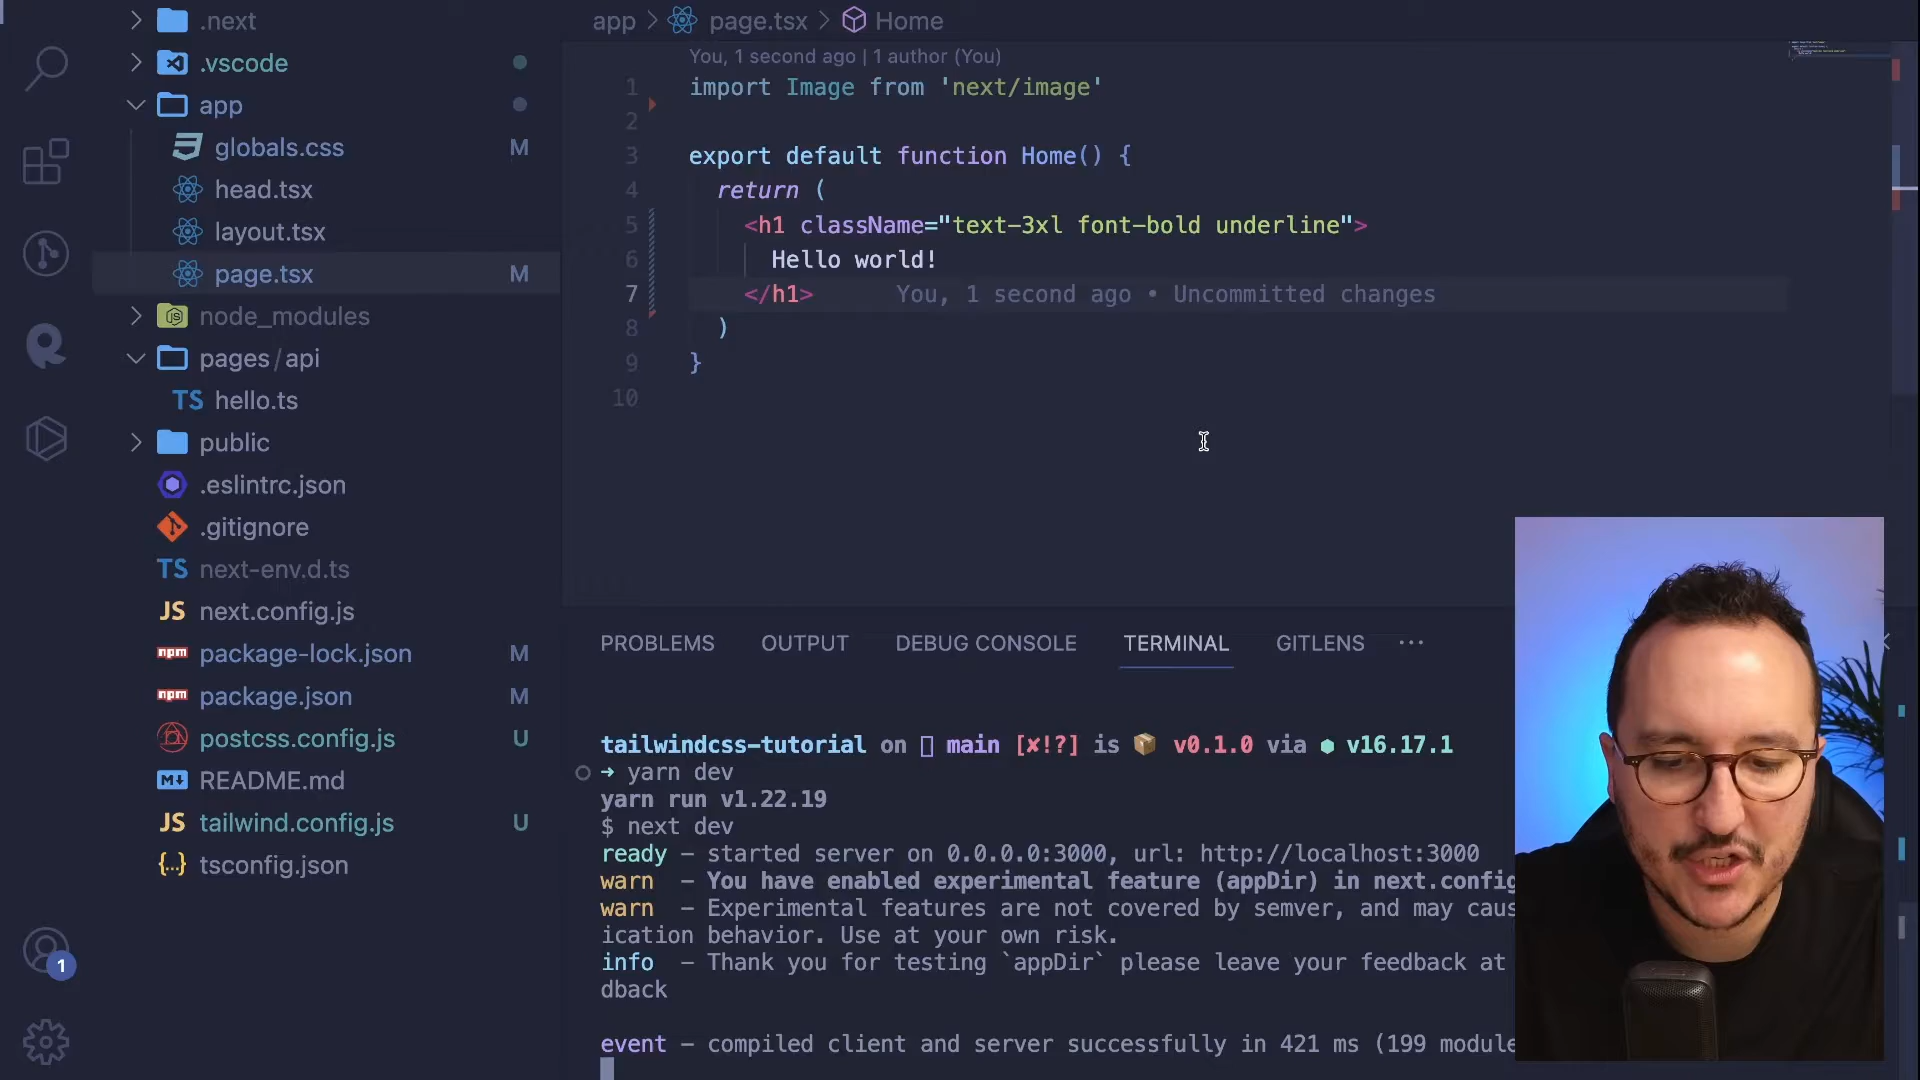 .next
.vscode
app
globals.css M
head.tsx
layout.tsx
page.tsx M
node_modules
pages / api
TS hello.ts
public
.eslintrc.json
.gitignore
TS next-env.d.ts
JS next.config.js
npm package-lock.json M
npm package.json M
postcss.config.js U
README.md
JS tailwind.config.js U
{..} tsconfig.json
1
app > page.tsx > Home
You, 1 second ago | 1 author (You)
1 import Image from 'next/image'
2
3 export default function Home() {
4 return (
5 <h1 className="text-3xl font-bold underline">
6 Hello world!
7 </h1> You, 1 second ago • Uncommitted changes
8 )
9 }
10
PROBLEMS OUTPUT DEBUG CONSOLE TERMINAL GITLENS ···
tailwindcss-tutorial on main [✘!?] is 📦 v0.1.0 via ⬢ v16.17.1
➜ yarn dev
yarn run v1.22.19
$ next dev
ready – started server on 0.0.0.0:3000, url: http://localhost:3000
warn – You have enabled experimental feature (appDir) in next.config
warn – Experimental features are not covered by semver, and may caus
ication behavior. Use at your own risk.
info – Thank you for testing `appDir` please leave your feedback at
dback
event – compiled client and server successfully in 421 ms (199 module